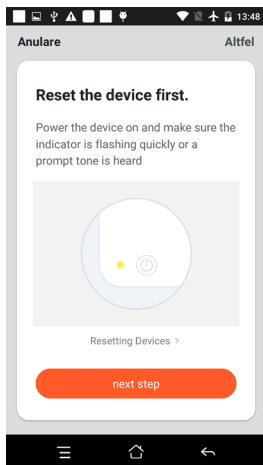 13:48
Anulare Altfel
Reset the device first.
Power the device on and make sure the
indicator is flashing quickly or a
prompt tone is heard
Resetting Devices >
next step